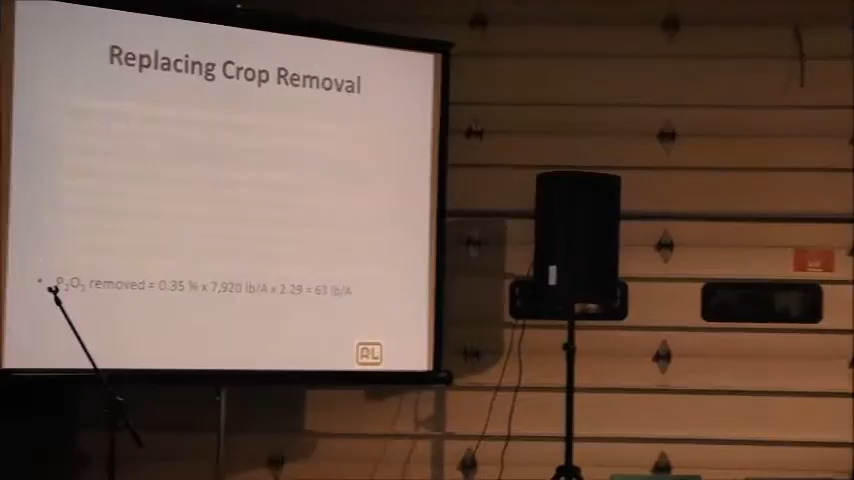 Replacing Crop Removal
• P₂O₅ removed = 0.35 % x 7,920 lb/A x 2.29 = 63 lb/A
AL